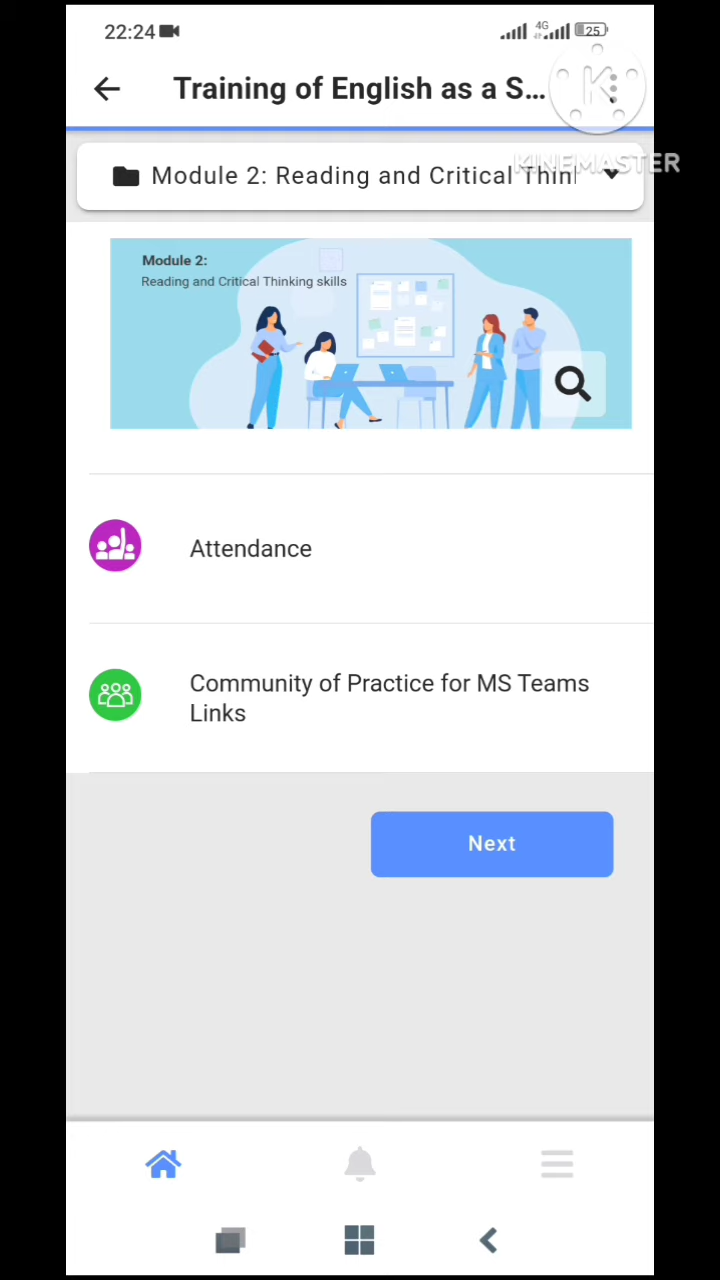 22:24
4G
25
Training of English as a S...
KINEMASTER
Module 2: Reading and Critical Thin
Module 2:
Reading and Critical Thinking skills
Attendance
Community of Practice for MS Teams
Links
Next